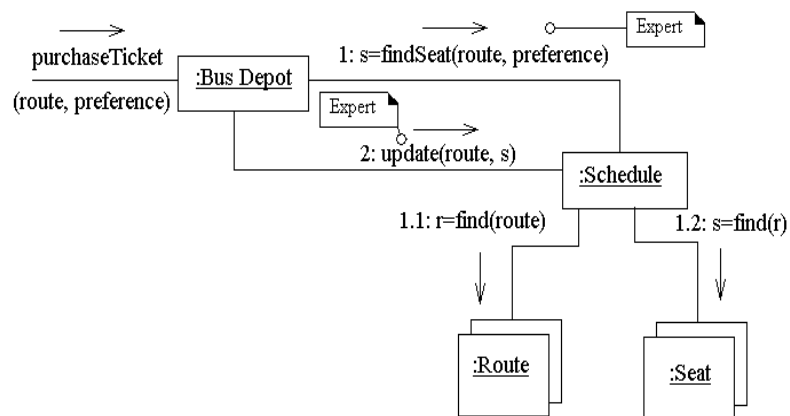 purchaseTicket
(route, preference)
:Bus Depot
1: s=findSeat(route, preference)
Expert
Expert
2: update(route, s)
:Schedule
1.1: r=find(route)
1.2: s=find(r)
:Route
:Seat